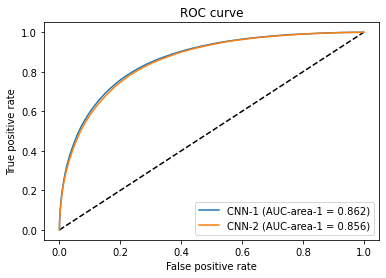 ROC curve
True positive rate
1.0
0.8
0.6
0.4
0.2
0.0
CNN-1 (AUC-area-1 = 0.862)
CNN-2 (AUC-area-1 = 0.856)
0.0 0.2 0.4 0.6 0.8 1.0
False positive rate